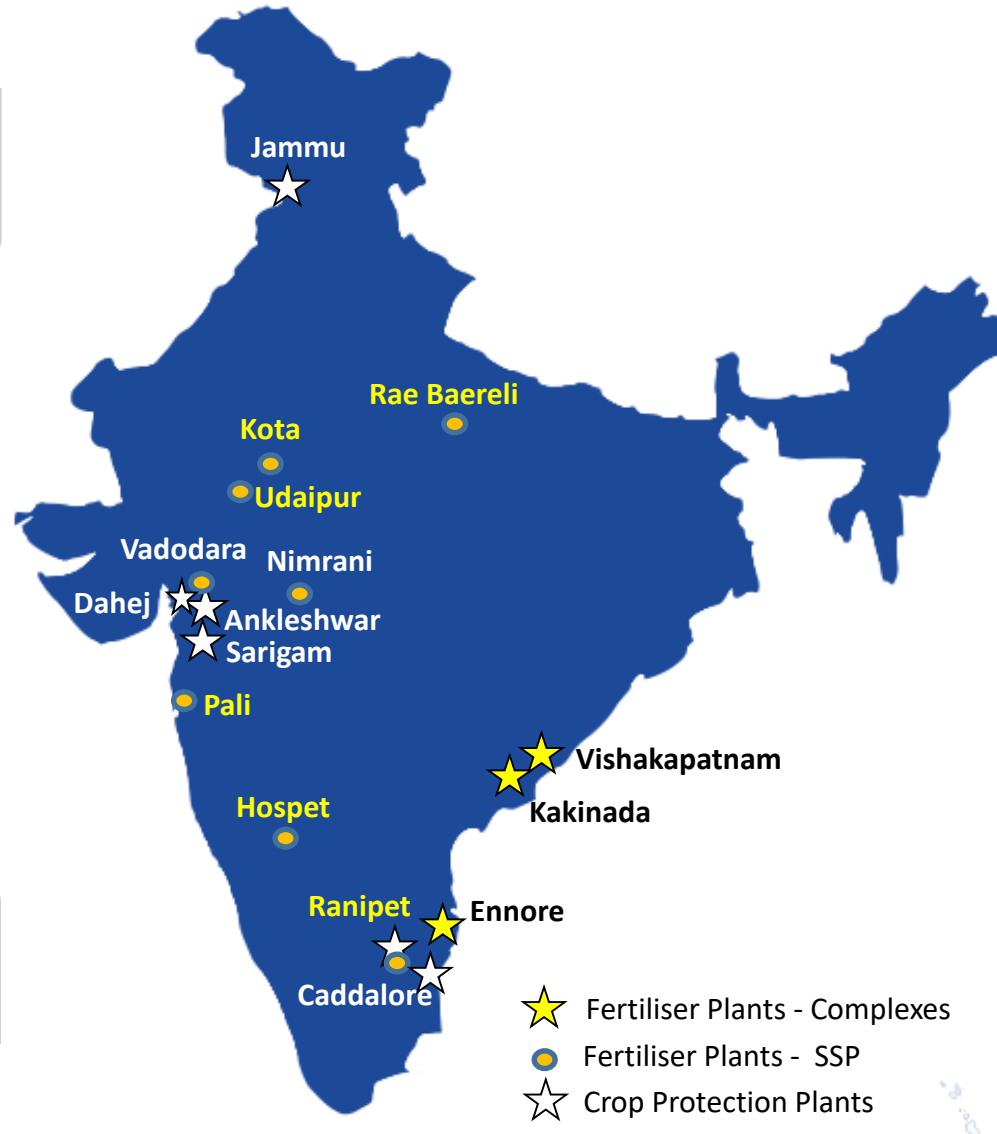 Jammu
Rae Baereli
Kota
Udaipur
Vadodara
Nimrani
Dahej
Ankleshwar
Sarigam
Pali
Vishakapatnam
Kakinada
Hospet
Ranipet
Ennore
Caddalore
Fertiliser Plants - Complexes
Fertiliser Plants - SSP
Crop Protection Plants